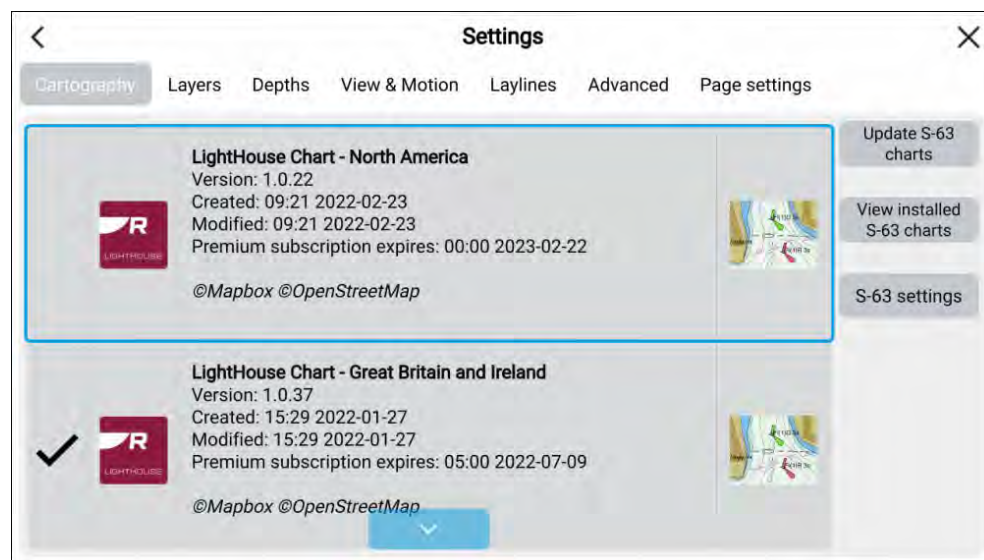 Settings
Cartography Layers Depths View & Motion Laylines Advanced Page settings
LightHouse Chart - North America
Version: 1.0.22
Created: 09:21 2022-02-23
Modified: 09:21 2022-02-23
Premium subscription expires: 00:00 2023-02-22
©Mapbox ©OpenStreetMap
R
LIGHTHOUSE
LightHouse Chart - Great Britain and Ireland
Version: 1.0.37
Created: 15:29 2022-01-27
Modified: 15:29 2022-01-27
Premium subscription expires: 05:00 2022-07-09
©Mapbox ©OpenStreetMap
R
LIGHTHOUSE
Update S-63
charts
View installed
S-63 charts
S-63 settings